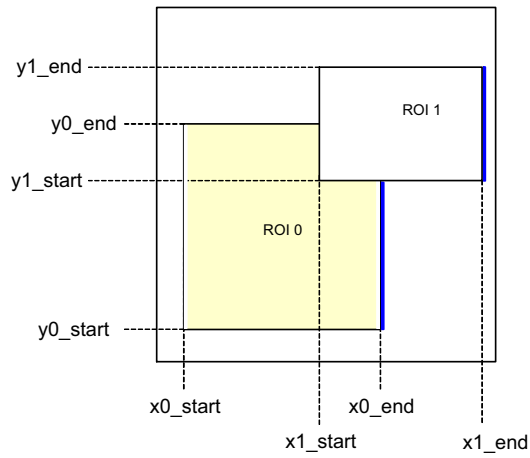 y1_end
ROI 1
y0_end
y1_start
ROI 0
y0_start
x0_start
x0_end
x1_start
x1_end